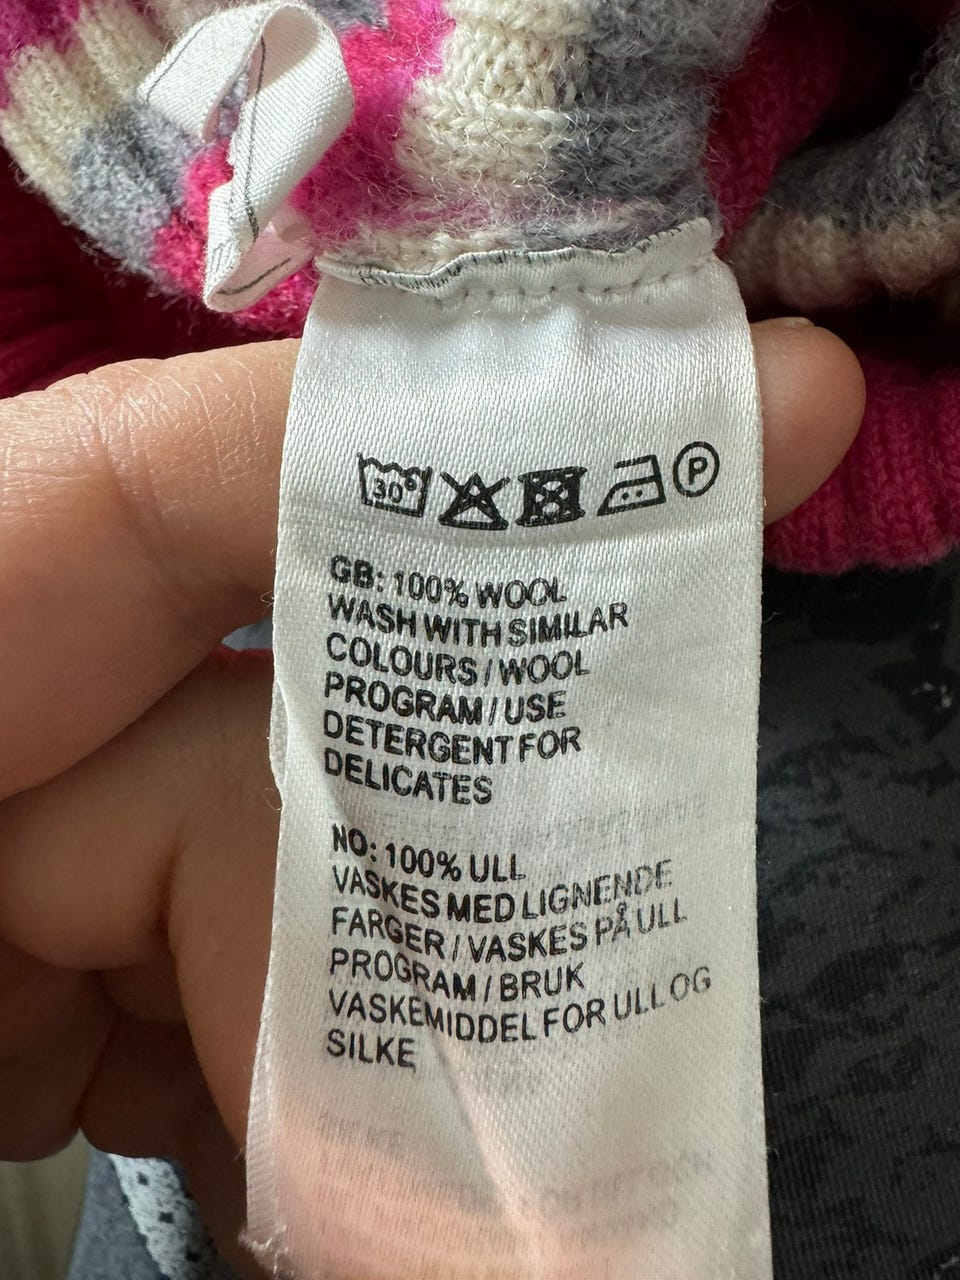 30°
P
GB: 100% WOOL
WASH WITH SIMILAR
COLOURS / WOOL
PROGRAM / USE
DETERGENT FOR
DELICATES
NO: 100% ULL
VASKES MED LIGNENDE
FARGER / VASKES PÅ ULL
PROGRAM / BRUK
VASKEMIDDEL FOR ULL OG
SILKE